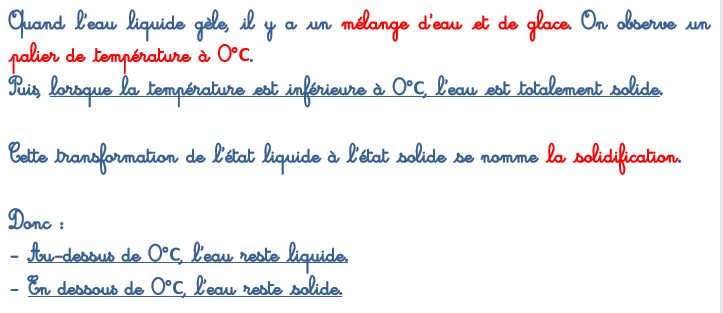 Quand l'eau liquide gèle, il y a un mélange d'eau et de glace. On observe un
palier de température à 0°C.
Puis, lorsque la température est inférieure à 0°C, l'eau est totalement solide.
Cette transformation de l'état liquide à l'état solide se nomme la solidification.
Donc :
- Au-dessus de 0°C, l'eau reste liquide.
- En dessous de 0°C, l'eau reste solide.